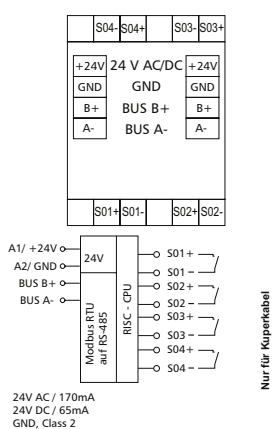 S04- S04+ S03- S03+
+24V 24 V AC/DC +24V
GND GND GND
B+ BUS B+ B+
A- BUS A- A-
S01+ S01- S02+ S02-
A1/ +24V
A2/ GND
BUS B+
BUS A-
24V
Modbus RTU
auf RS-485
RISC - CPU
S01 +
S01 −
S02 +
S02 −
S03 +
S03 −
S04 +
S04 −
Nur für Kuperkabel
24V AC / 170mA
24V DC / 65mA
GND, Class 2